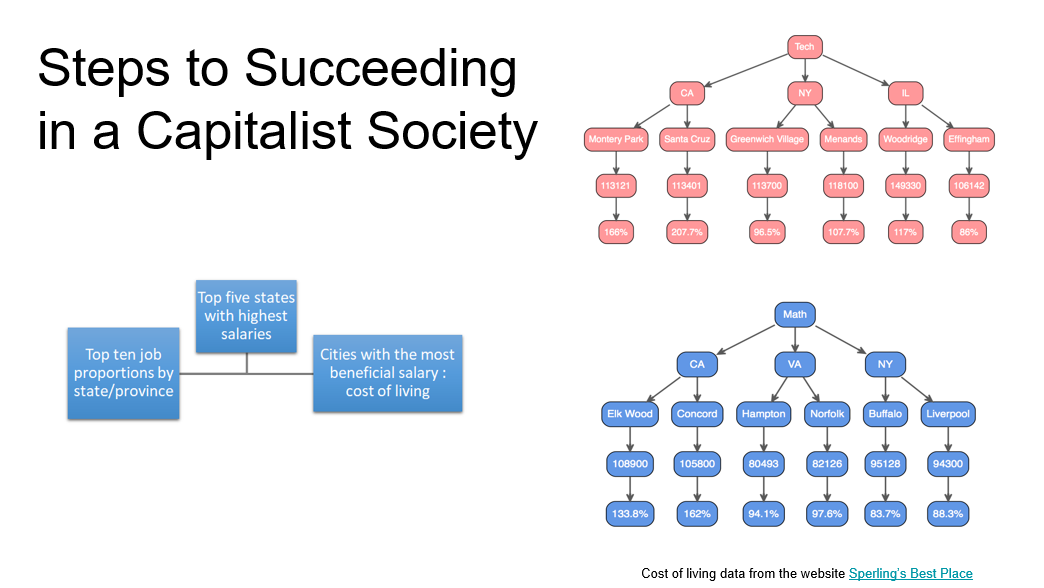 Steps to Succeeding
in a Capitalist Society
Top five states
with highest
salaries
Top ten job
proportions by
state/province
Cities with the most
beneficial salary :
cost of living
Tech
CA NY IL
Montery Park Santa Cruz Greenwich Village Menands Woodridge Effingham
113121 113401 113700 118100 149330 106142
166% 207.7% 96.5% 107.7% 117% 86%
Math
CA VA NY
Elk Wood Concord Hampton Norfolk Buffalo Liverpool
108900 105800 80493 82126 95128 94300
133.8% 162% 94.1% 97.6% 83.7% 88.3%
Cost of living data from the website Sperling's Best Place